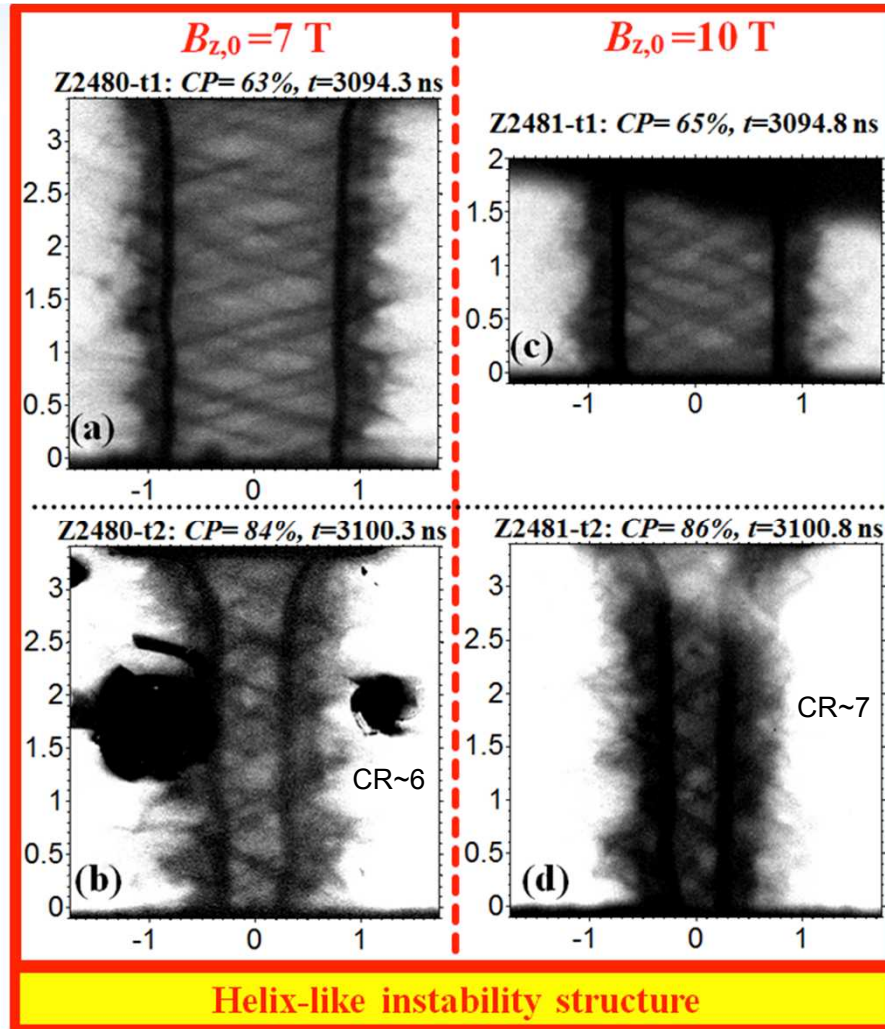 B_z,0 =7 T
B_z,0 =10 T
Z2480-t1: CP= 63%, t=3094.3 ns
3
2.5
2
1.5
1
0.5
0
(a)
-1 0 1
Z2481-t1: CP= 65%, t=3094.8 ns
2
1.5
1
0.5
0
(c)
-1 0 1
Z2480-t2: CP= 84%, t=3100.3 ns
3
2.5
2
1.5
1
0.5
0
CR~6
(b)
-1 0 1
Z2481-t2: CP= 86%, t=3100.8 ns
3
2.5
2
1.5
1
0.5
0
CR~7
(d)
-1 0 1
Helix-like instability structure